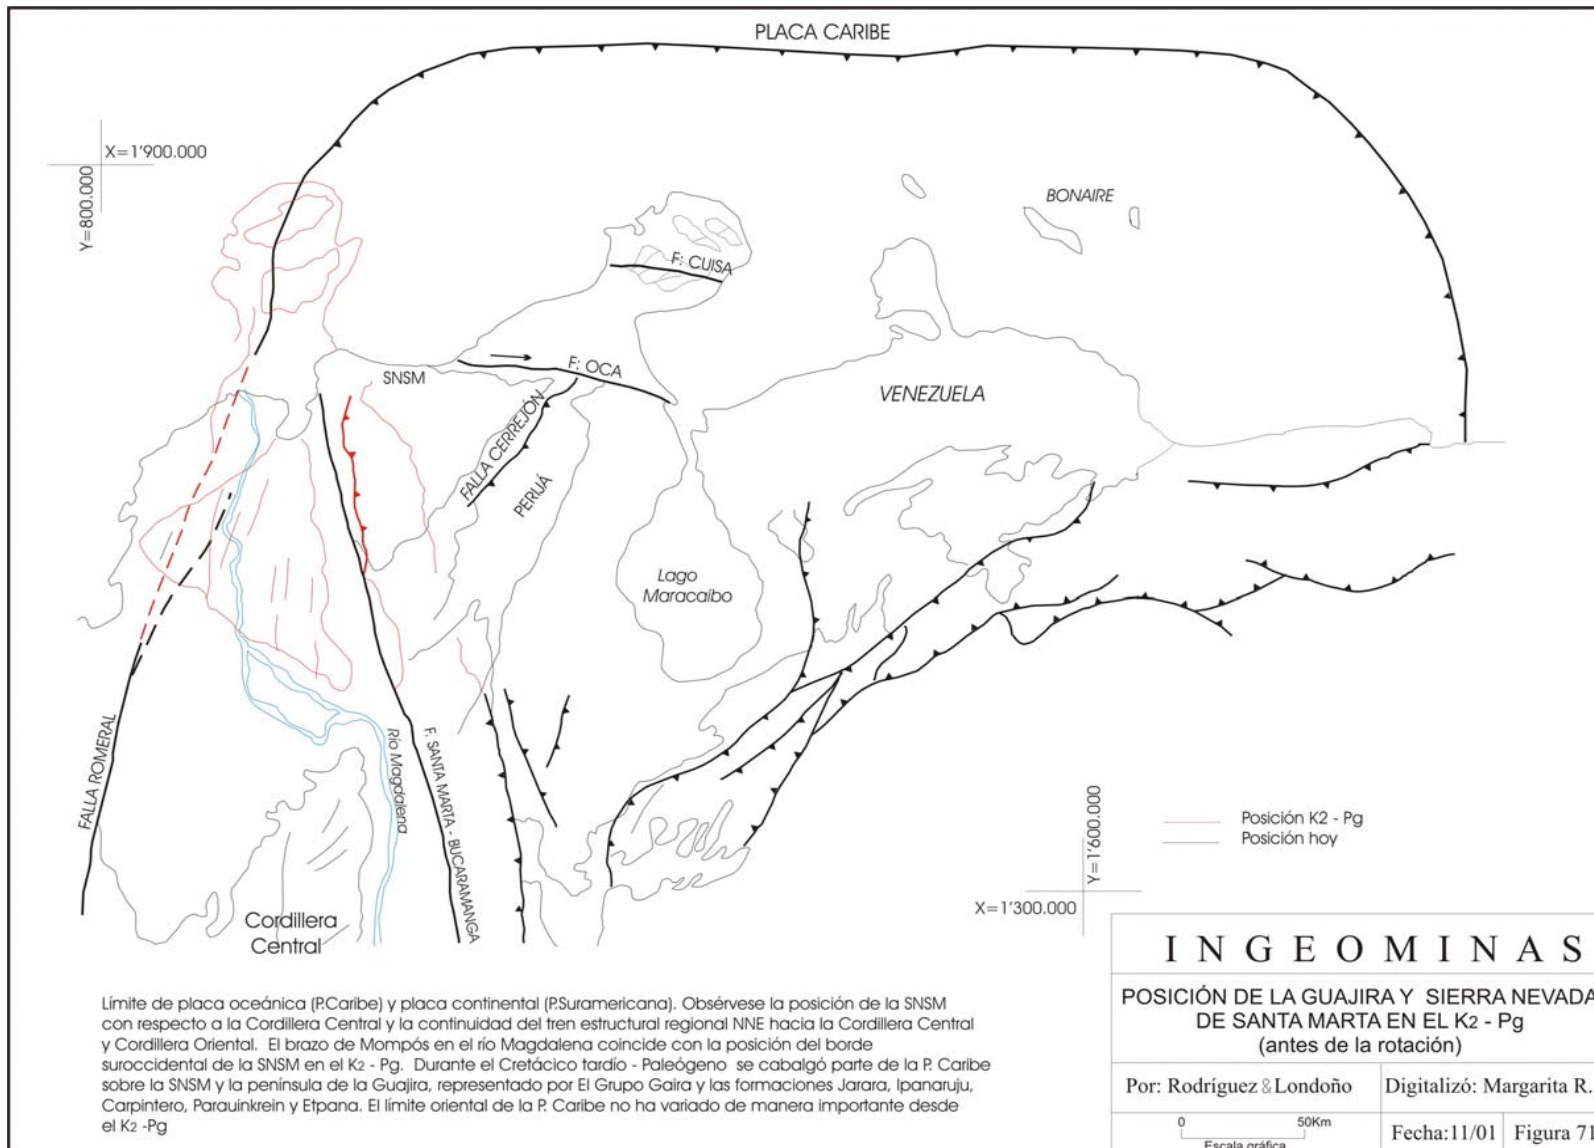 PLACA CARIBE
X=1'900.000
Y=800.000
BONAIRE
F: CUISA
F: OCA
SNSM
VENEZUELA
FALLA CERREJÓN
PERIJÁ
Lago
Maracaibo
FALLA ROMERAL
Río Magdalena
F. SANTA MARTA - BUCARAMANGA
Cordillera
Central
Posición K2 - Pg
Posición hoy
Y=1,600.000
X=1'300.000
Límite de placa oceánica (P.Caribe) y placa continental (P.Suramericana). Obsérvese la posición de la SNSM
con respecto a la Cordillera Central y la continuidad del tren estructural regional NNE hacia la Cordillera Central
y Cordillera Oriental. El brazo de Mompós en el río Magdalena coincide con la posición del borde
suroccidental de la SNSM en el K2 - Pg. Durante el Cretácico tardío - Paleógeno se cabalgó parte de la P. Caribe
sobre la SNSM y la península de la Guajira, representado por El Grupo Gaira y las formaciones Jarara, Ipanaruju,
Carpintero, Parauinkrein y Etpana. El límite oriental de la P. Caribe no ha variado de manera importante desde
el K2 -Pg
INGEOMINAS
POSICIÓN DE LA GUAJIRA Y SIERRA NEVADA
DE SANTA MARTA EN EL K2 - Pg
(antes de la rotación)
Por: Rodríguez & Londoño
Digitalizó: Margarita R.
0 50Km
Escala gráfica
Fecha:11/01
Figura 71